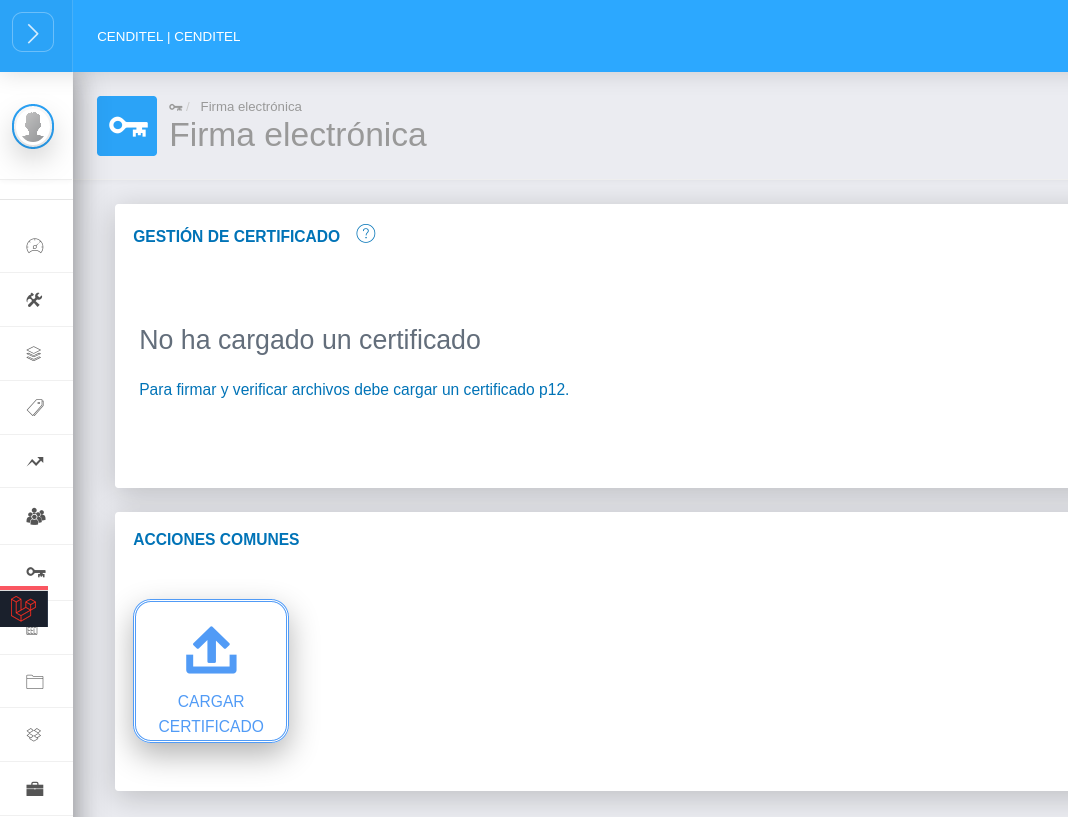 CENDITEL | CENDITEL
/ Firma electrónica
Firma electrónica
GESTIÓN DE CERTIFICADO
No ha cargado un certificado
Para firmar y verificar archivos debe cargar un certificado p12.
ACCIONES COMUNES
CARGAR
CERTIFICADO